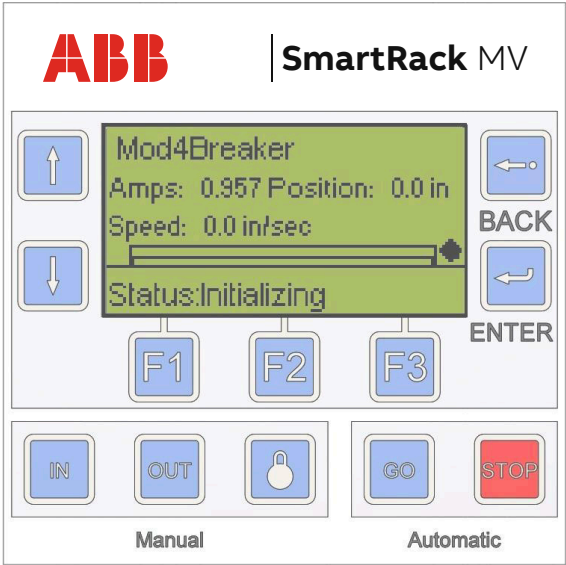 ABB SmartRack MV
Mod4Breaker
Amps: 0.957 Position: 0.0 in
Speed: 0.0 in/sec
BACK
Status:Initializing
ENTER
F1 F2 F3
IN OUT GO STOP
Manual Automatic